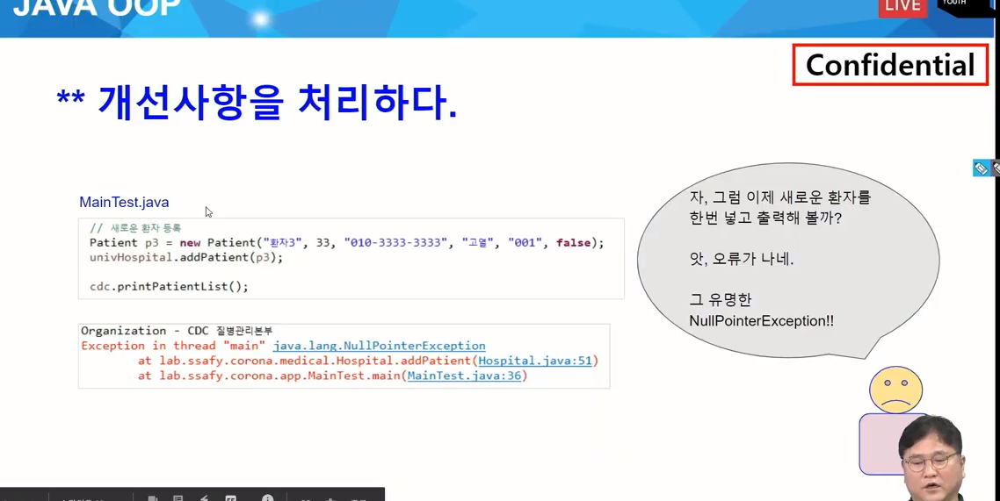 JAVA OOP
LIVE
YOUTH
Confidential
** 개선사항을 처리하다.
MainTest.java
// 새로운 환자 등록
Patient p3 = new Patient("환자3", 33, "010-3333-3333", "고열", "001", false);
univHospital.addPatient(p3);
cdc.printPatientList();
Organization - CDC 질병관리본부
Exception in thread "main" java.lang.NullPointerException
at lab.ssafy.corona.medical.Hospital.addPatient(Hospital.java:51)
at lab.ssafy.corona.app.MainTest.main(MainTest.java:36)
자, 그럼 이제 새로운 환자를
한번 넣고 출력해 볼까?
앗, 오류가 나네.
그 유명한
NullPointerException!!